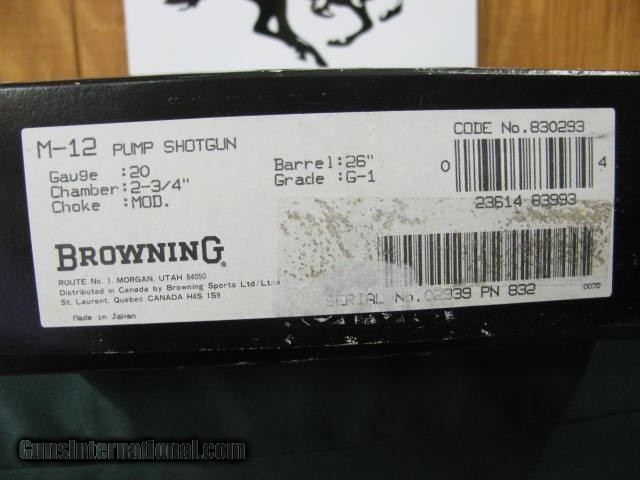 M-12 PUMP SHOTGUN
Gauge :20
Chamber:2-3/4"
Choke :MOD.
Barrel:26"
Grade :G-1
CODE No.830293
0 4
23614 83993
BROWNING®
ROUTE No. 1, MORGAN, UTAH 84050
Distributed in Canada by Browning Sports Ltd/Ltee
St. Laurent, Quebec CANADA H4S 1S9
SERIAL No.02939 PN 832
007D
Made in Japan
GunsInternational.com